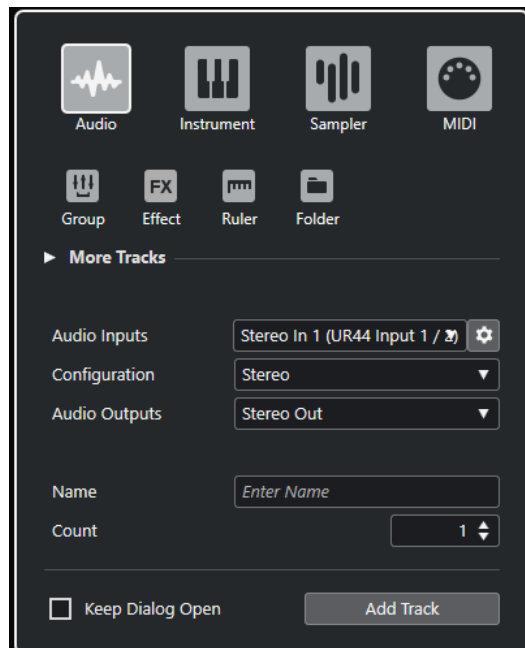 Audio Instrument Sampler MIDI
FX
Group Effect Ruler Folder
More Tracks
Audio Inputs Stereo In 1 (UR44 Input 1 / 2)
Configuration Stereo
Audio Outputs Stereo Out
Name Enter Name
Count 1
Keep Dialog Open Add Track